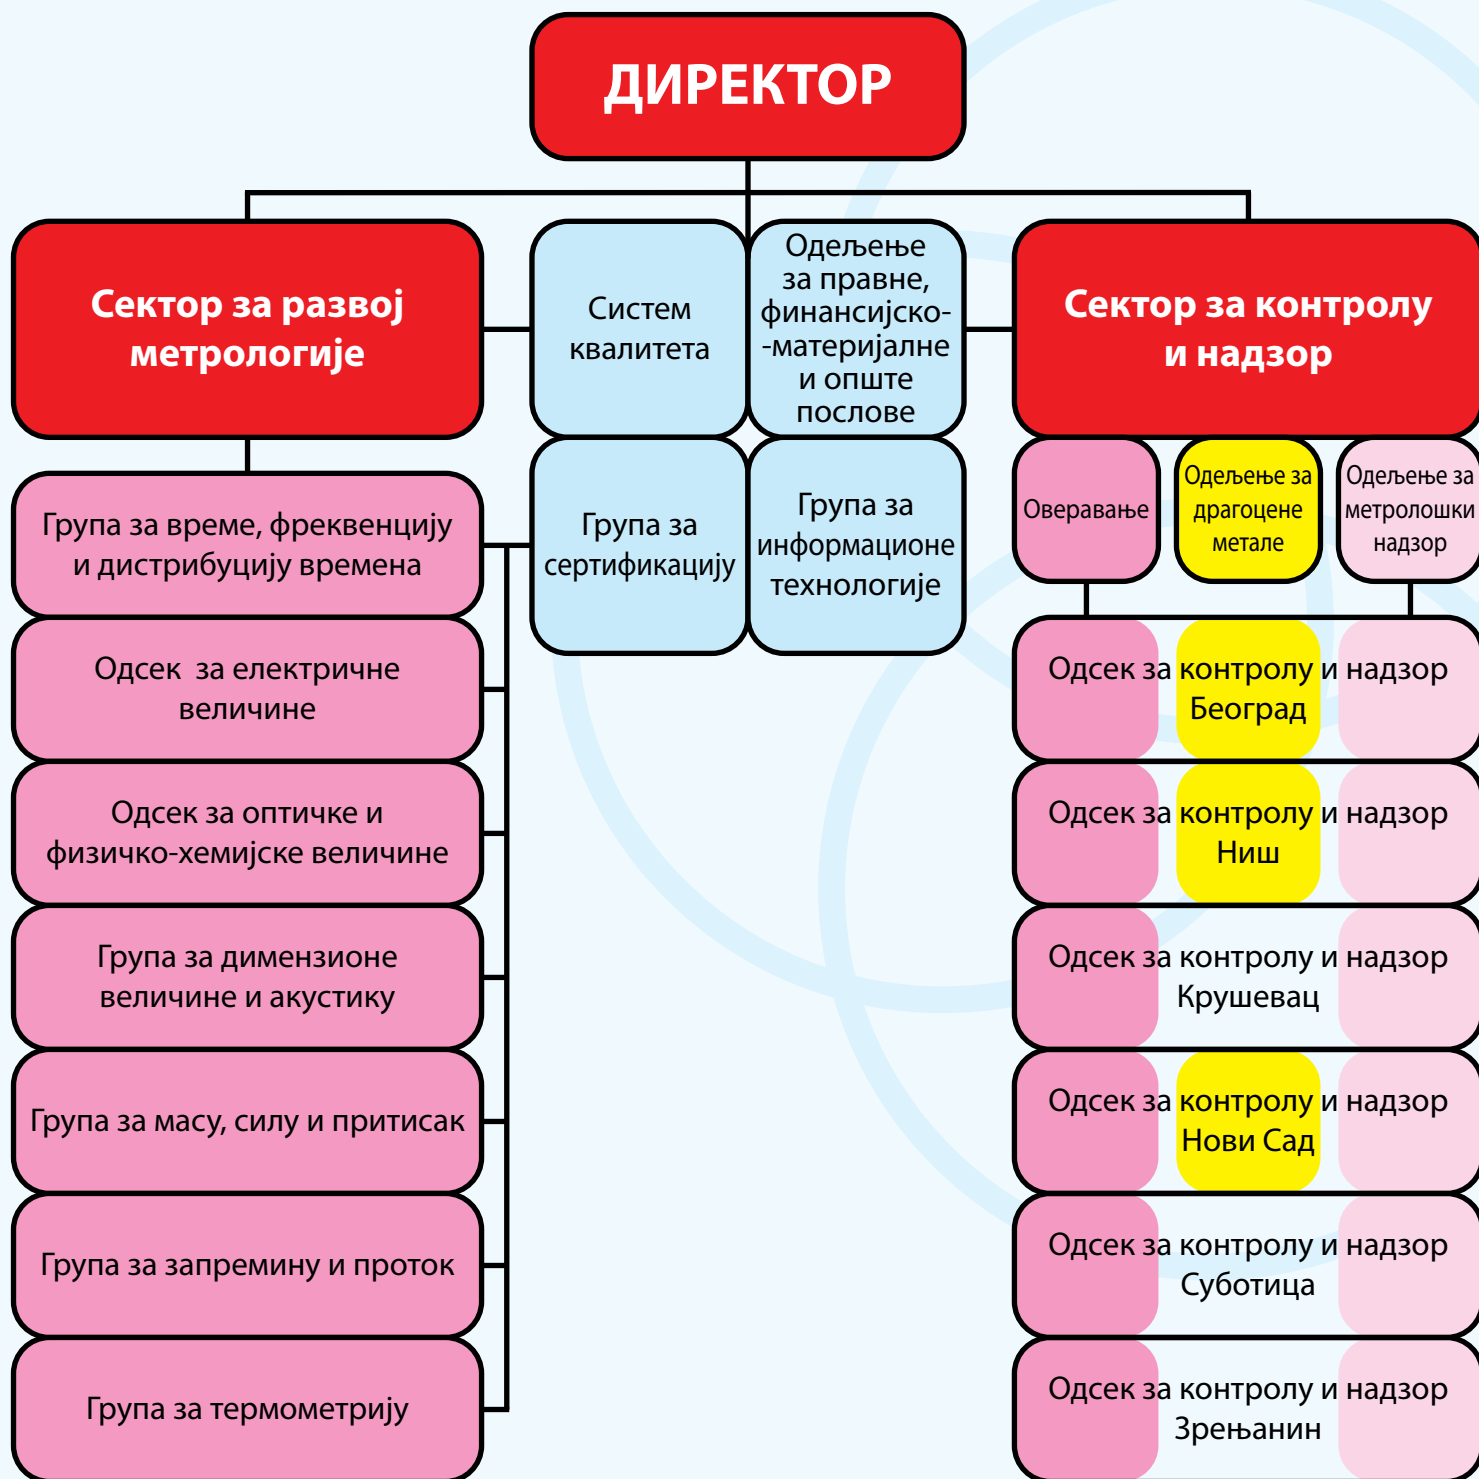 ДИРЕКТОР
Сектор за развој
метрологије
Систем
квалитета
Одељење
за правне,
финансијско-
-материјалне
и опште
послове
Сектор за контролу
и надзор
Група за време, фреквенцију
и дистрибуцију времена
Одсек за електричне
величине
Одсек за оптичке и
физичко-хемијске величине
Група за димензионе
величине и акустику
Група за масу, силу и притисак
Група за запремину и проток
Група за термометрију
Група за
сертификацију
Група за
информационе
технологије
Оверавање
Одељење за
драгоцене
метале
Одељење за
метролошки
надзор
Одсек за контролу и надзор
Београд
Одсек за контролу и надзор
Ниш
Одсек за контролу и надзор
Крушевац
Одсек за контролу и надзор
Нови Сад
Одсек за контролу и надзор
Суботица
Одсек за контролу и надзор
Зрењанин